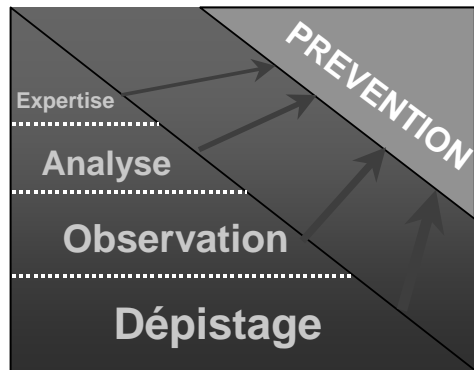 PREVENTION
Expertise
Analyse
Observation
Dépistage